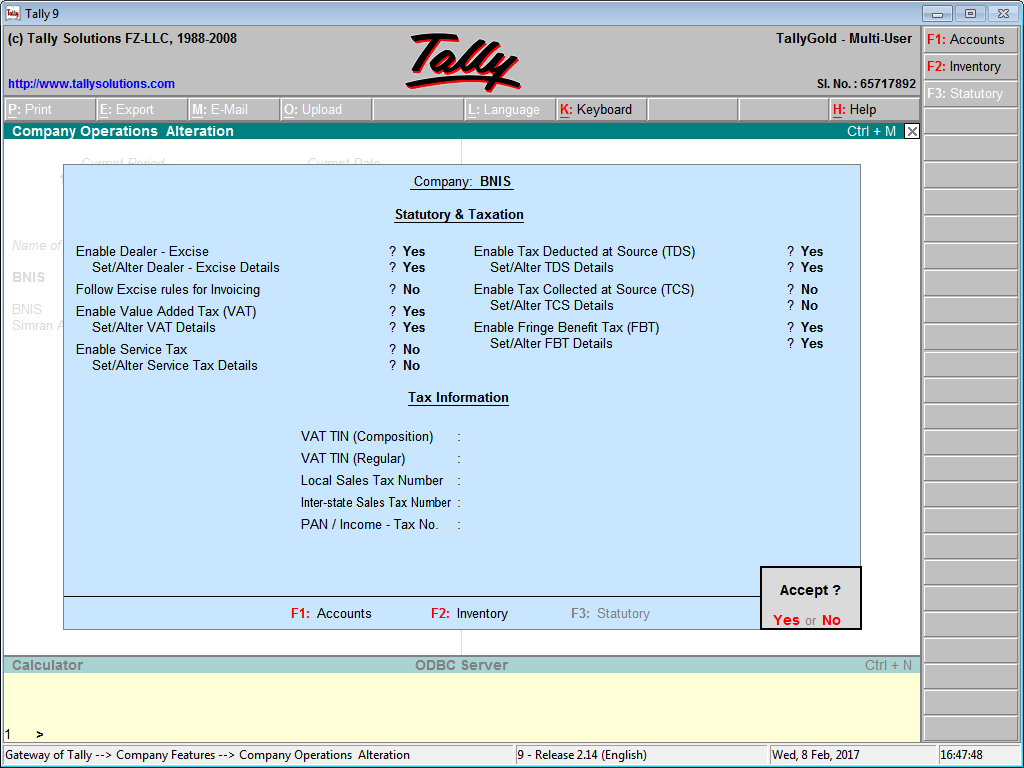 Tally 9
(c) Tally Solutions FZ-LLC, 1988-2008
Tally
TallyGold - Multi-User
http://www.tallysolutions.com
Sl. No. : 65717892
P: Print E: Export M: E-Mail O: Upload L: Language K: Keyboard H: Help
F1: Accounts
F2: Inventory
F3: Statutory
Company Operations Alteration Ctrl + M
Current Period Current Date
Name of
BNIS
BNIS
Simran A
Company: BNIS
Statutory & Taxation
Enable Dealer - Excise ? Yes
Set/Alter Dealer - Excise Details ? Yes
Follow Excise rules for Invoicing ? No
Enable Value Added Tax (VAT) ? Yes
Set/Alter VAT Details ? Yes
Enable Service Tax ? No
Set/Alter Service Tax Details ? No
Enable Tax Deducted at Source (TDS) ? Yes
Set/Alter TDS Details ? Yes
Enable Tax Collected at Source (TCS) ? No
Set/Alter TCS Details ? No
Enable Fringe Benefit Tax (FBT) ? Yes
Set/Alter FBT Details ? Yes
Tax Information
VAT TIN (Composition) :
VAT TIN (Regular) :
Local Sales Tax Number :
Inter-state Sales Tax Number :
PAN / Income - Tax No. :
F1: Accounts F2: Inventory F3: Statutory
Accept ?
Yes or No
Calculator ODBC Server Ctrl + N
1 >
Gateway of Tally --> Company Features --> Company Operations Alteration 9 - Release 2.14 (English) Wed, 8 Feb, 2017 16:47:48